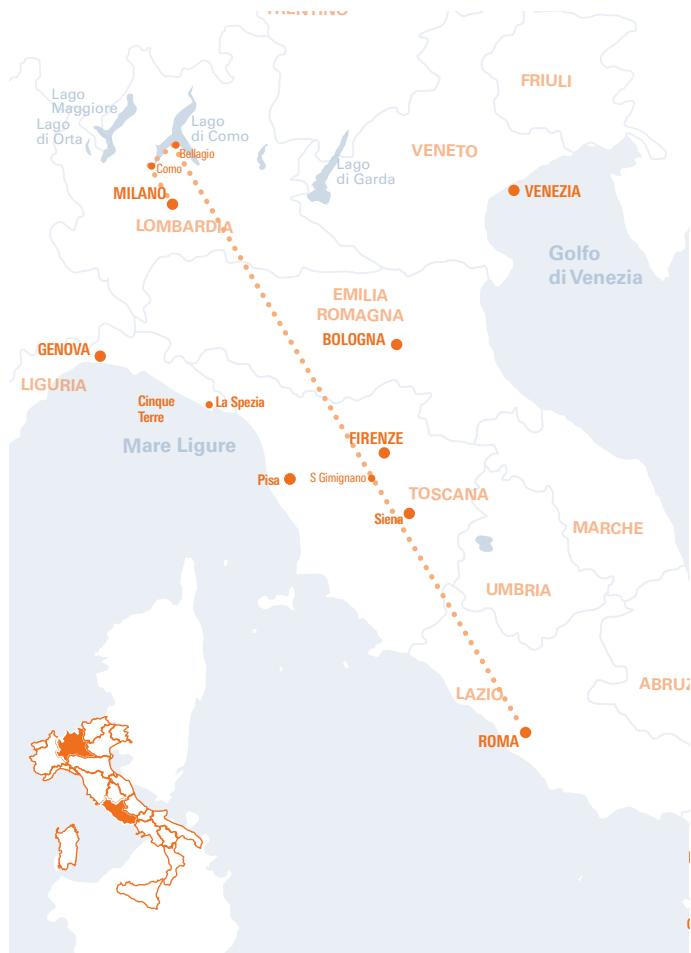 FRIULI
Lago
Maggiore
Lago
di Orta
Lago
di Como
Bellagio
Como
Lago
di Garda
VENETO
MILANO
VENEZIA
LOMBARDIA
Golfo
di Venezia
EMILIA
ROMAGNA
BOLOGNA
GENOVA
LIGURIA
Cinque
Terre
La Spezia
Mare Ligure
FIRENZE
Pisa
S Gimignano
TOSCANA
Siena
MARCHE
UMBRIA
LAZIO
ABRUZ
ROMA